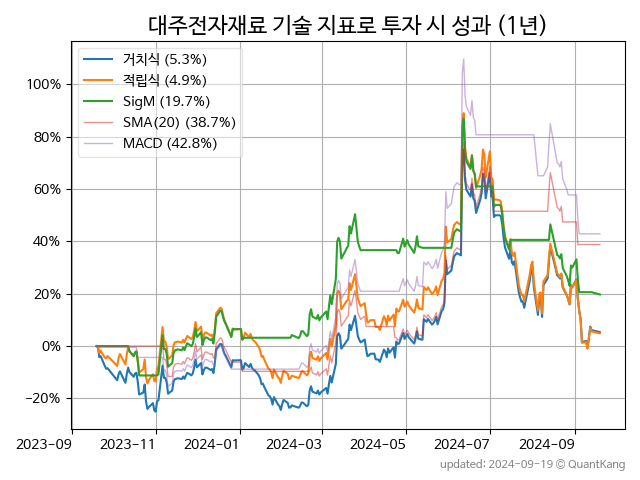 대주전자재료 기술 지표로 투자 시 성과 (1년)
거치식 (5.3%)
적립식 (4.9%)
SigM (19.7%)
SMA(20) (38.7%)
MACD (42.8%)
100%
80%
60%
40%
20%
0%
−20%
2023-09 2023-11 2024-01 2024-03 2024-05 2024-07 2024-09
updated: 2024-09-19 © QuantKang